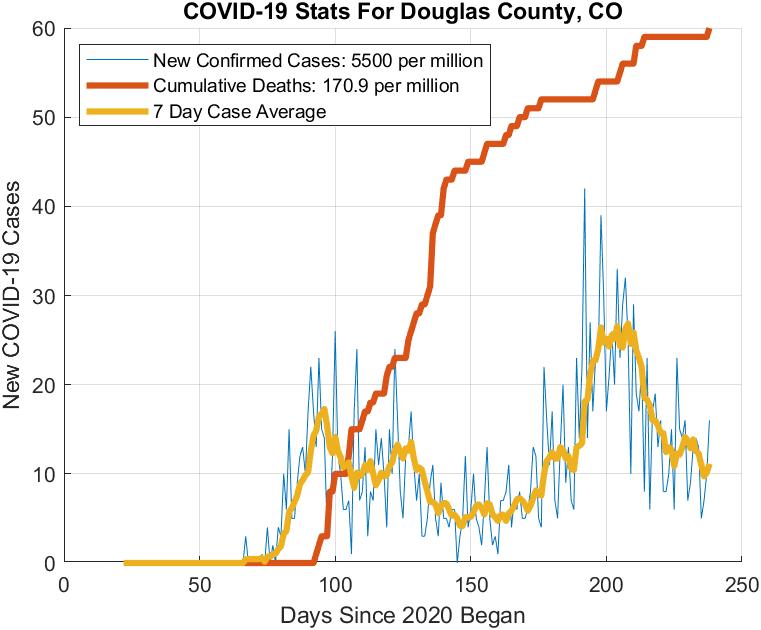 COVID-19 Stats For Douglas County, CO
New Confirmed Cases: 5500 per million
Cumulative Deaths: 170.9 per million
7 Day Case Average
New COVID-19 Cases
60
50
40
30
20
10
0
0 50 100 150 200 250
Days Since 2020 Began